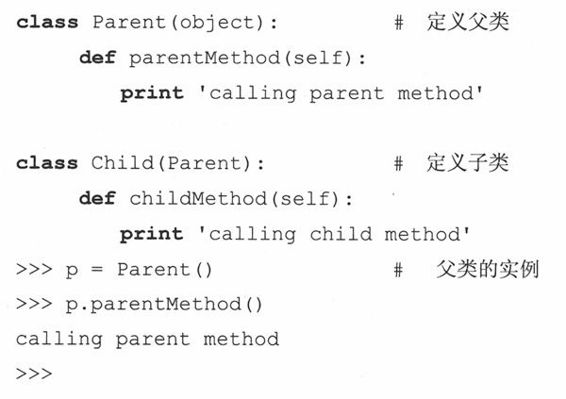 class Parent(object): # 定义父类
def parentMethod(self):
print 'calling parent method'
class Child(Parent): # 定义子类
def childMethod(self):
print 'calling child method'
>>> p = Parent() # 父类的实例
>>> p.parentMethod()
calling parent method
>>>